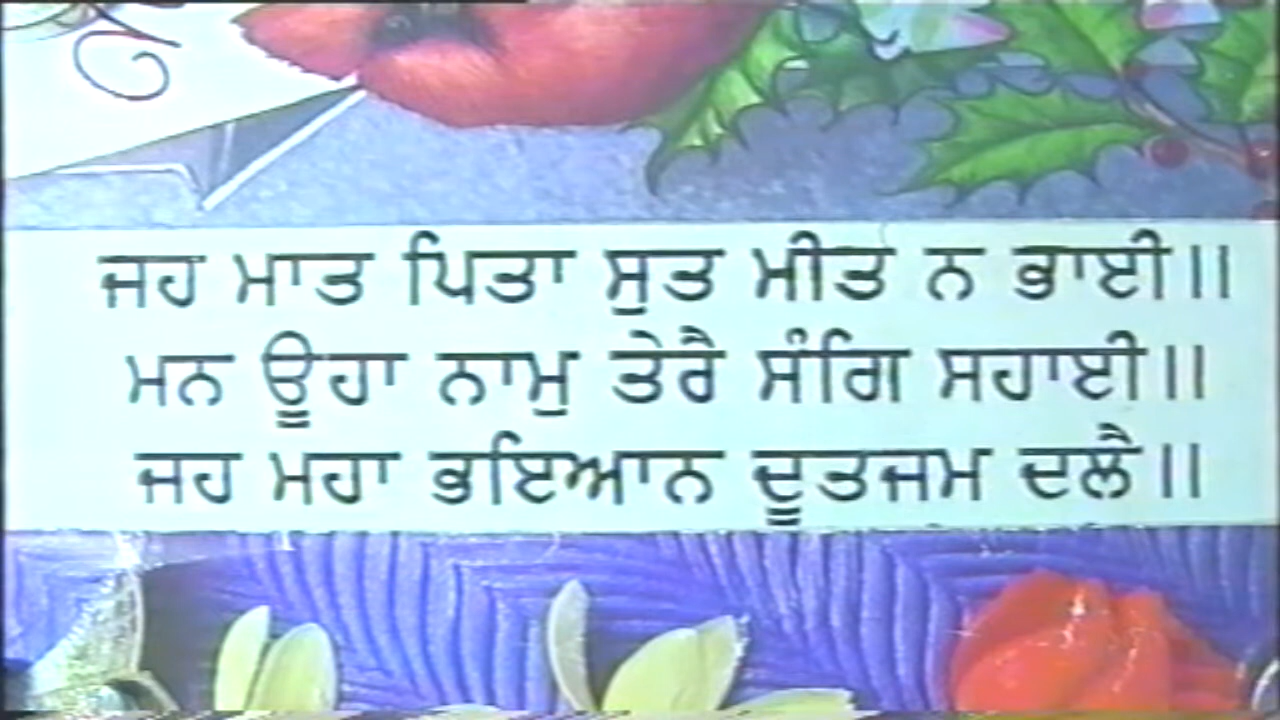 ਜਹ ਮਾਤ ਪਿਤਾ ਸੁਤ ਮੀਤ ਨ ਭਾਈ॥
ਮਨ ਊਹਾ ਨਾਮੁ ਤੇਰੈ ਸੰਗਿ ਸਹਾਈ॥
ਜਹ ਮਹਾ ਭਇਆਨ ਦੂਤਜਮ ਦਲੈ॥